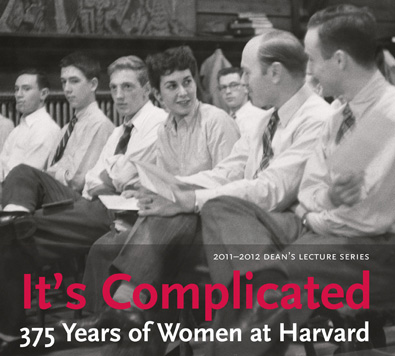 2011–2012 DEAN'S LECTURE SERIES
It's Complicated
375 Years of Women at Harvard